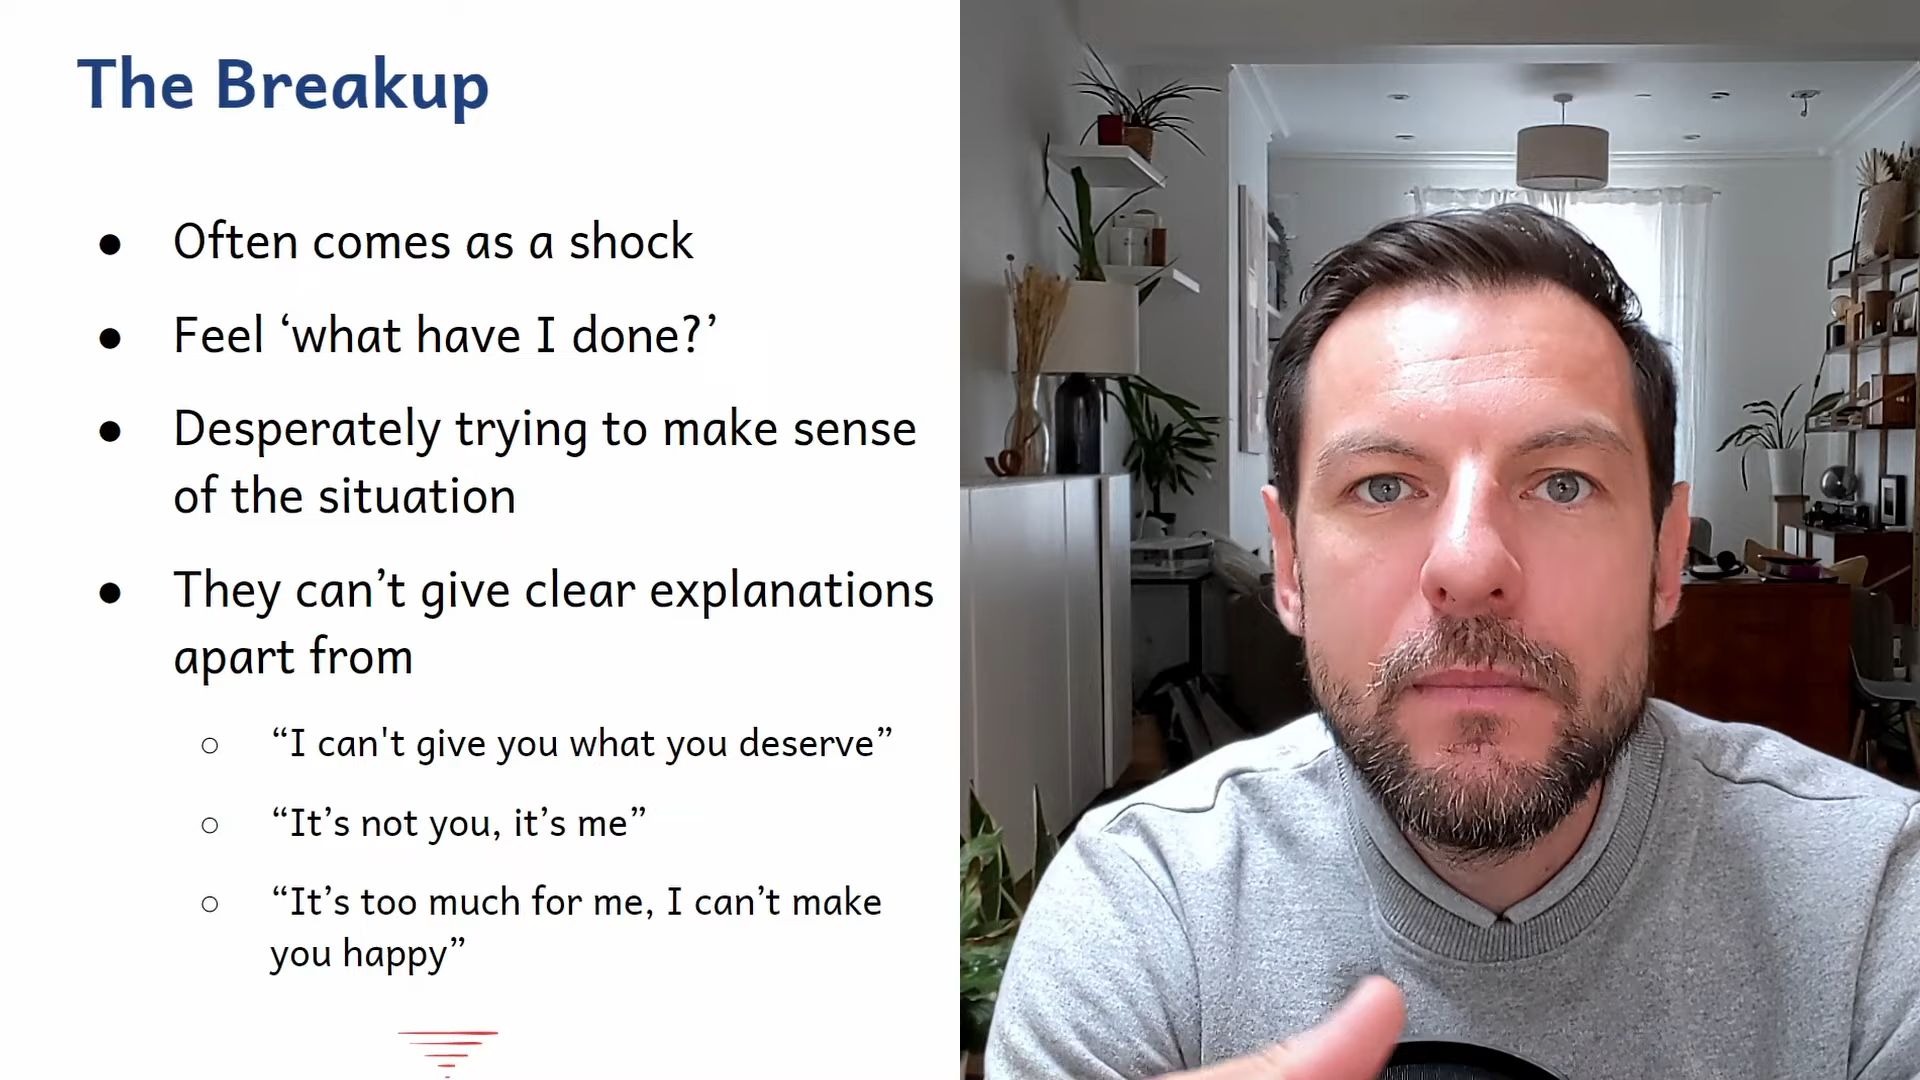 The Breakup
● Often comes as a shock
● Feel ‘what have I done?’
● Desperately trying to make sense
of the situation
● They can’t give clear explanations
apart from
○ “I can't give you what you deserve”
○ “It’s not you, it’s me”
○ “It’s too much for me, I can’t make
you happy”